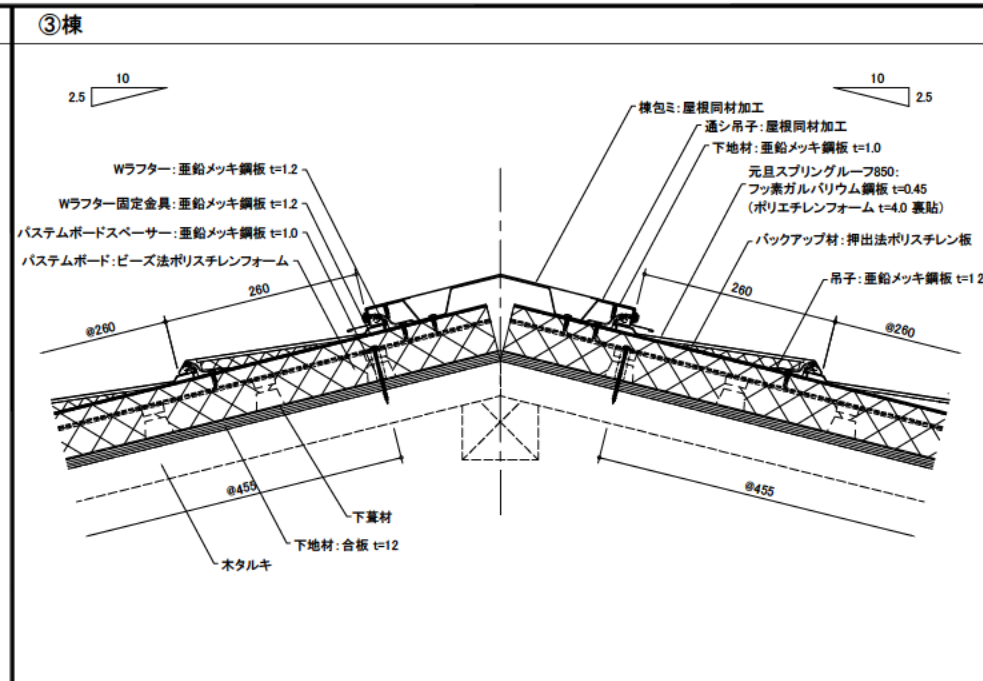 ③棟
10
2.5
10
2.5
棟包ミ:屋根同材加工
通シ吊子:屋根同材加工
下地材:亜鉛メッキ鋼板 t=1.0
元旦スプリングルーフ850:
フッ素ガルバリウム鋼板 t=0.45
(ポリエチレンフォーム t=4.0 裏貼)
バックアップ材:押出法ポリスチレン板
吊子:亜鉛メッキ鋼板 t=1.2
Wラフター:亜鉛メッキ鋼板 t=1.2
Wラフター固定金具:亜鉛メッキ鋼板 t=1.2
パステムボードスペーサー:亜鉛メッキ鋼板 t=1.0
パステムボード:ビーズ法ポリスチレンフォーム
260
@260
260
@260
@455
@455
下葺材
下地材:合板 t=12
木タルキ